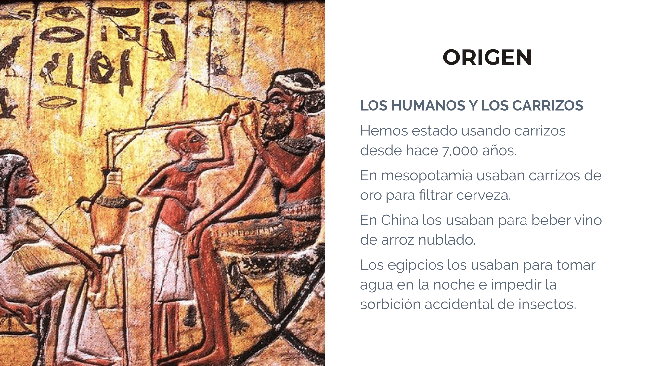 ORIGEN
LOS HUMANOS Y LOS CARRIZOS
Hemos estado usando carrizos
desde hace 7,000 años.
En mesopotamia usaban carrizos de
oro para filtrar cerveza.
En China los usaban para beber vino
de arroz nublado.
Los egipcios los usaban para tomar
agua en la noche e impedir la
sorbición accidental de insectos.